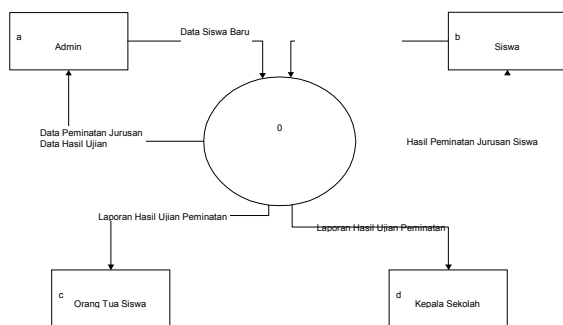 a
Admin
Data Siswa Baru
b
Siswa
0
Data Peminatan Jurusan
Data Hasil Ujian
Hasil Peminatan Jurusan Siswa
Laporan Hasil Ujian Peminatan
Laporan Hasil Ujian Peminatan
c
Orang Tua Siswa
d
Kepala Sekolah